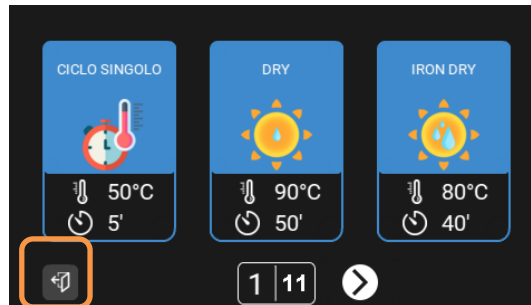 CICLO SINGOLO
50°C
5'
DRY
90°C
50'
IRON DRY
80°C
40'
1 11